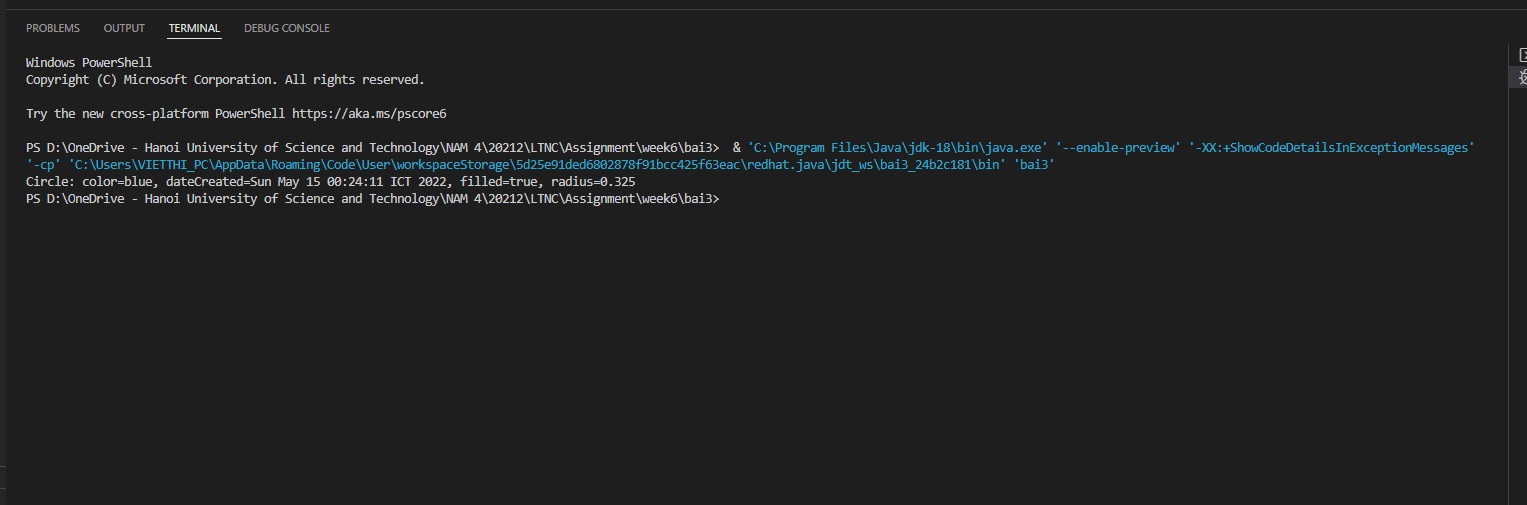 PROBLEMS OUTPUT TERMINAL DEBUG CONSOLE
Windows PowerShell
Copyright (C) Microsoft Corporation. All rights reserved.
Try the new cross-platform PowerShell https://aka.ms/pscore6
PS D:\OneDrive - Hanoi University of Science and Technology\NAM 4\20212\LTNC\Assignment\week6\bai3>  & 'C:\Program Files\Java\jdk-18\bin\java.exe' '--enable-preview' '-XX:+ShowCodeDetailsInExceptionMessages'
'-cp' 'C:\Users\VIETTHI_PC\AppData\Roaming\Code\User\workspaceStorage\5d25e91ded6802878f91bcc425f63eac\redhat.java\jdt_ws\bai3_24b2c181\bin' 'bai3'
Circle: color=blue, dateCreated=Sun May 15 00:24:11 ICT 2022, filled=true, radius=0.325
PS D:\OneDrive - Hanoi University of Science and Technology\NAM 4\20212\LTNC\Assignment\week6\bai3>